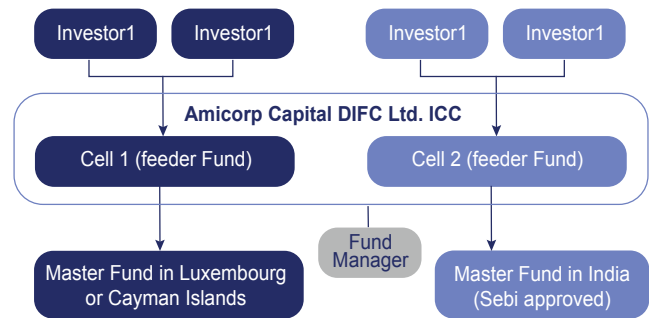 Investor1
Investor1
Investor1
Investor1
Amicorp Capital DIFC Ltd. ICC
Cell 1 (feeder Fund)
Cell 2 (feeder Fund)
Fund
Manager
Master Fund in Luxembourg
or Cayman Islands
Master Fund in India
(Sebi approved)